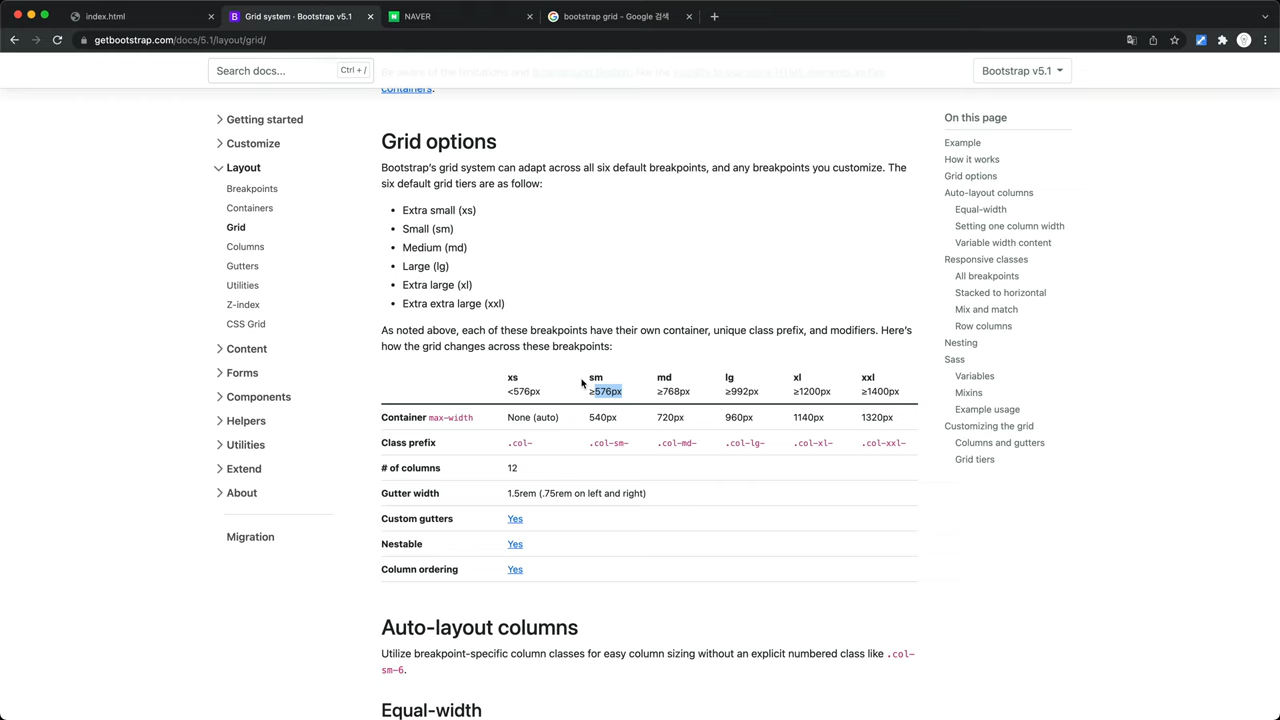 index.html
Grid system · Bootstrap v5.1
NAVER
bootstrap grid - Google 검색
getbootstrap.com/docs/5.1/layout/grid/
Search docs...
Ctrl + /
Bootstrap v5.1
containers.
Getting started
Customize
Layout
Breakpoints
Containers
Grid
Columns
Gutters
Utilities
Z-index
CSS Grid
Content
Forms
Components
Helpers
Utilities
Extend
About
Migration
Grid options
Bootstrap's grid system can adapt across all six default breakpoints, and any breakpoints you customize. The
six default grid tiers are as follow:
• Extra small (xs)
• Small (sm)
• Medium (md)
• Large (lg)
• Extra large (xl)
• Extra extra large (xxl)
As noted above, each of these breakpoints have their own container, unique class prefix, and modifiers. Here's
how the grid changes across these breakpoints:
xs sm md lg xl xxl
<576px ≥576px ≥768px ≥992px ≥1200px ≥1400px
Container max-width None (auto) 540px 720px 960px 1140px 1320px
Class prefix .col- .col-sm- .col-md- .col-lg- .col-xl- .col-xxl-
# of columns 12
Gutter width 1.5rem (.75rem on left and right)
Custom gutters Yes
Nestable Yes
Column ordering Yes
Auto-layout columns
Utilize breakpoint-specific column classes for easy column sizing without an explicit numbered class like .col-
sm-6.
Equal-width
On this page
Example
How it works
Grid options
Auto-layout columns
Equal-width
Setting one column width
Variable width content
Responsive classes
All breakpoints
Stacked to horizontal
Mix and match
Row columns
Nesting
Sass
Variables
Mixins
Example usage
Customizing the grid
Columns and gutters
Grid tiers